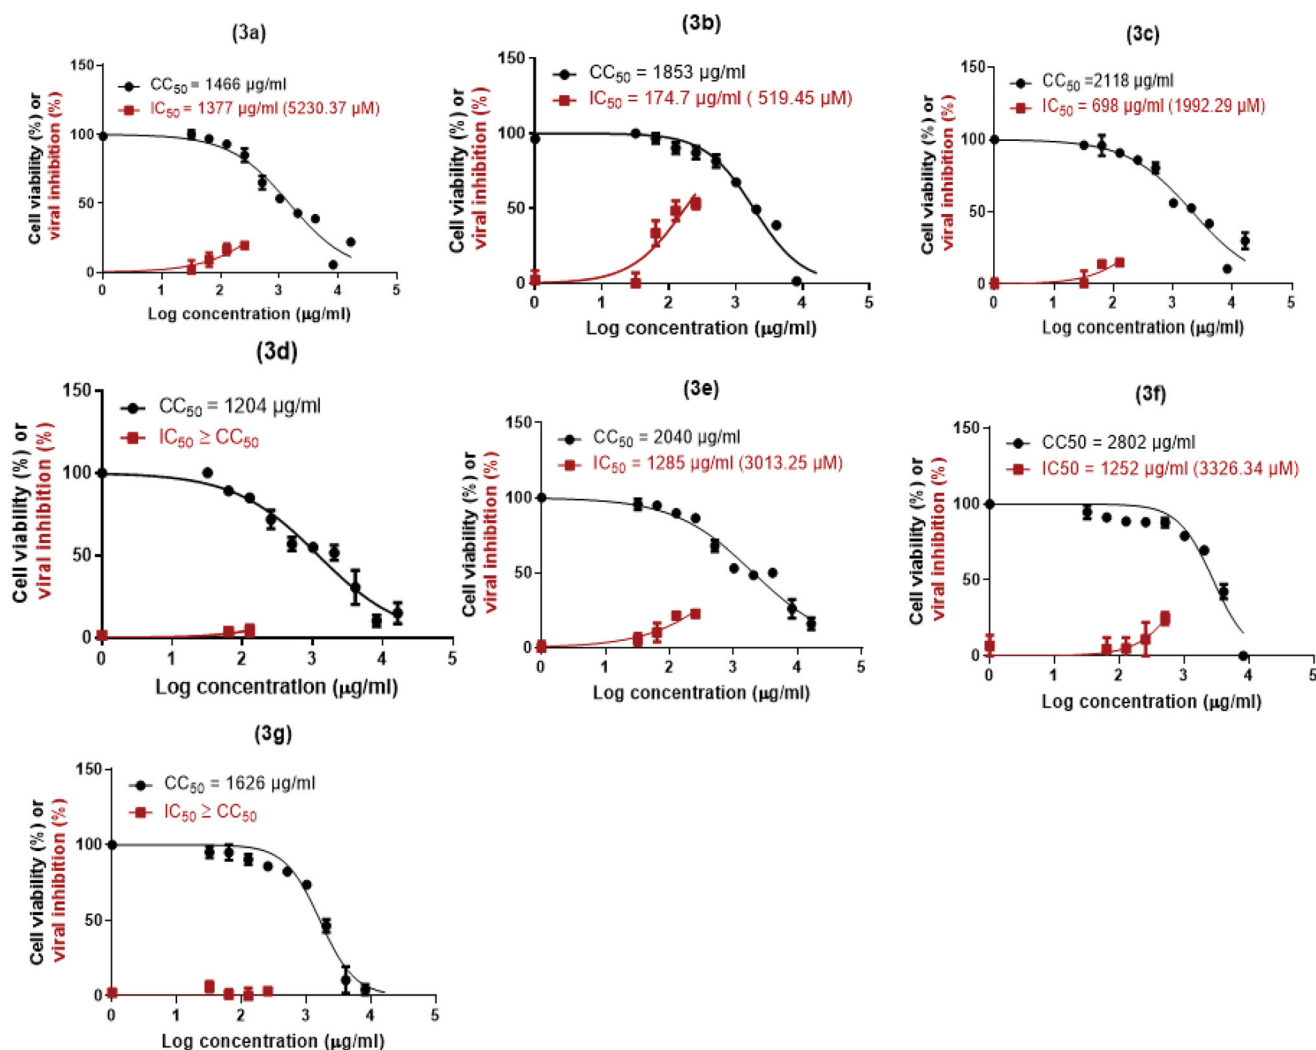 (3a)
Cell viability (%) or
viral inhibition (%)
150
100
50
0
CC50 = 1466 µg/ml
IC50 = 1377 µg/ml (5230.37 µM)
0 1 2 3 4 5
Log concentration (µg/ml)
(3b)
Cell viability (%) or
viral inhibition (%)
150
100
50
0
CC50 = 1853 µg/ml
IC50 = 174.7 µg/ml ( 519.45 µM)
0 1 2 3 4 5
Log concentration (µg/ml)
(3c)
Cell viability (%) or
viral inhibition (%)
150
100
50
0
CC50 =2118 µg/ml
IC50 = 698 µg/ml (1992.29 µM)
0 1 2 3 4 5
Log concentration (µg/ml)
(3d)
Cell viability (%) or
viral inhibition (%)
150
100
50
0
CC50 = 1204 µg/ml
IC50 ≥ CC50
0 1 2 3 4 5
Log concentration (µg/ml)
(3e)
Cell viability (%) or
viral inhibition (%)
150
100
50
0
CC50 = 2040 µg/ml
IC50 = 1285 µg/ml (3013.25 µM)
0 1 2 3 4 5
Log concentration (µg/ml)
(3f)
Cell viability (%) or
viral inhibition (%)
150
100
50
0
CC50 = 2802 µg/ml
IC50 = 1252 µg/ml (3326.34 µM)
0 1 2 3 4 5
Log concentration (µg/ml)
(3g)
Cell viability (%) or
viral inhibition (%)
150
100
50
0
CC50 = 1626 µg/ml
IC50 ≥ CC50
0 1 2 3 4 5
Log concentration (µg/ml)